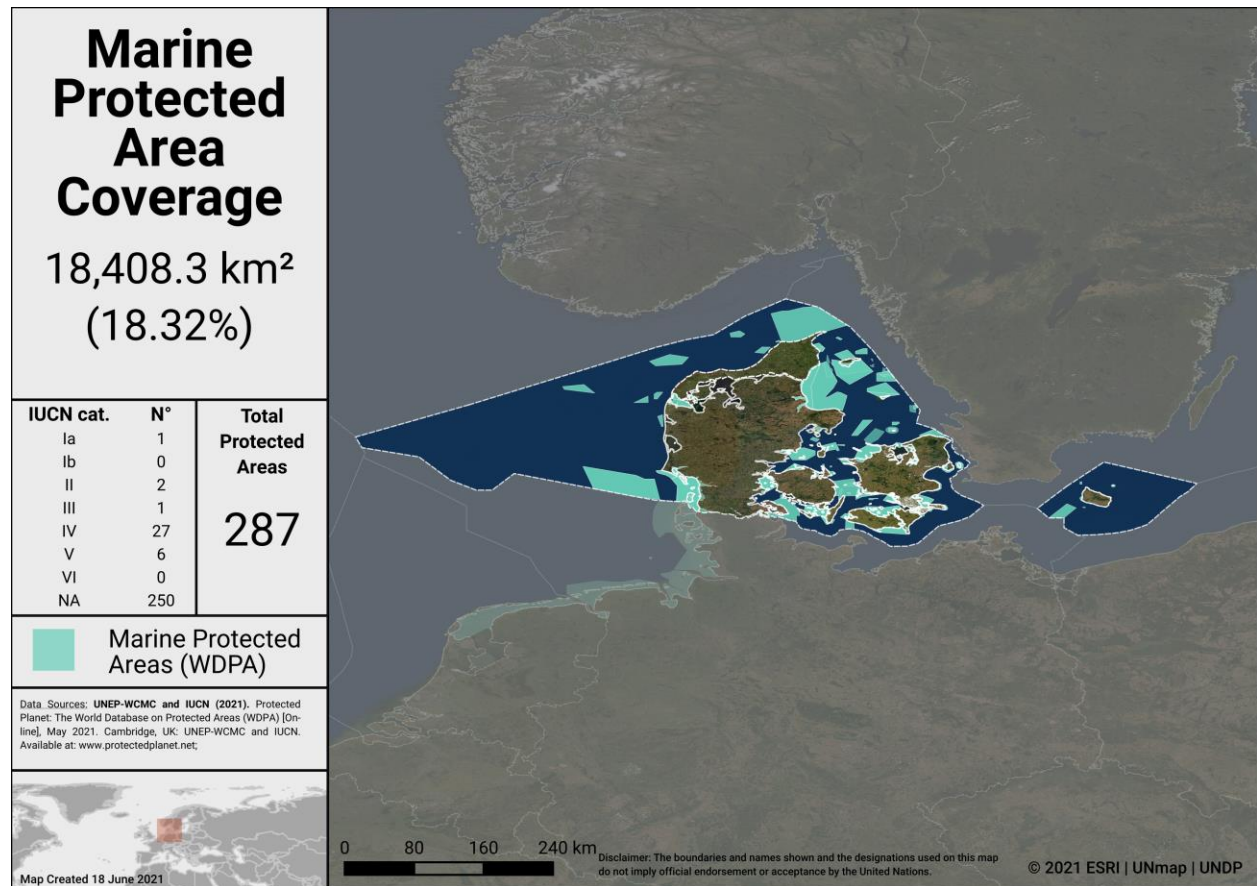 Marine
Protected
Area
Coverage
18,408.3 km²
(18.32%)
IUCN cat. N°
Ia 1
Ib 0
II 2
III 1
IV 27
V 6
VI 0
NA 250
Total
Protected
Areas
287
Marine Protected
Areas (WDPA)
Data Sources: UNEP-WCMC and IUCN (2021). Protected
Planet: The World Database on Protected Areas (WDPA) [On-
line], May 2021. Cambridge, UK: UNEP-WCMC and IUCN.
Available at: www.protectedplanet.net;
Map Created 18 June 2021
0 80 160 240 km
Disclaimer: The boundaries and names shown and the designations used on this map
do not imply official endorsement or acceptance by the United Nations.
© 2021 ESRI | UNmap | UNDP